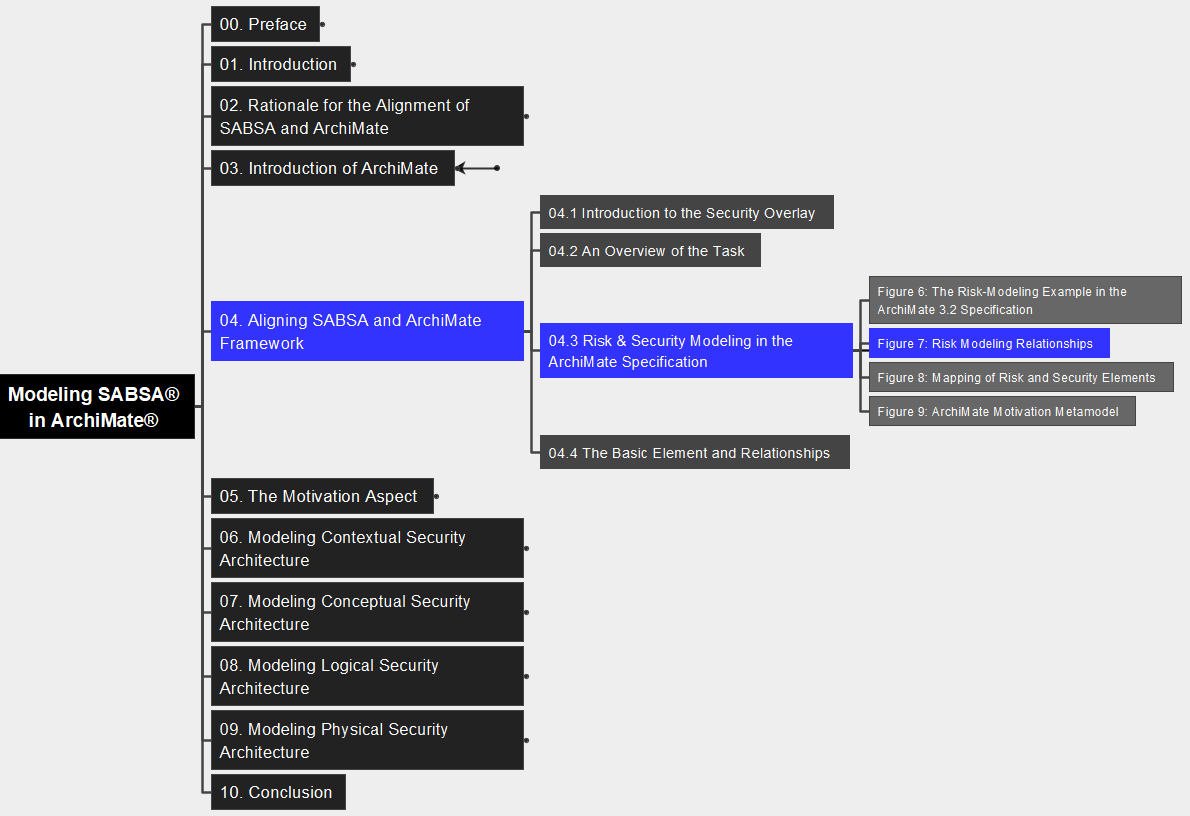 00. Preface
01. Introduction
02. Rationale for the Alignment of
SABSA and ArchiMate
03. Introduction of ArchiMate
04.1 Introduction to the Security Overlay
04.2 An Overview of the Task
Figure 6: The Risk-Modeling Example in the
ArchiMate 3.2 Specification
04. Aligning SABSA and ArchiMate
Framework
04.3 Risk & Security Modeling in the
ArchiMate Specification
Figure 7: Risk Modeling Relationships
Figure 8: Mapping of Risk and Security Elements
Figure 9: ArchiMate Motivation Metamodel
Modeling SABSA®
in ArchiMate®
04.4 The Basic Element and Relationships
05. The Motivation Aspect
06. Modeling Contextual Security
Architecture
07. Modeling Conceptual Security
Architecture
08. Modeling Logical Security
Architecture
09. Modeling Physical Security
Architecture
10. Conclusion